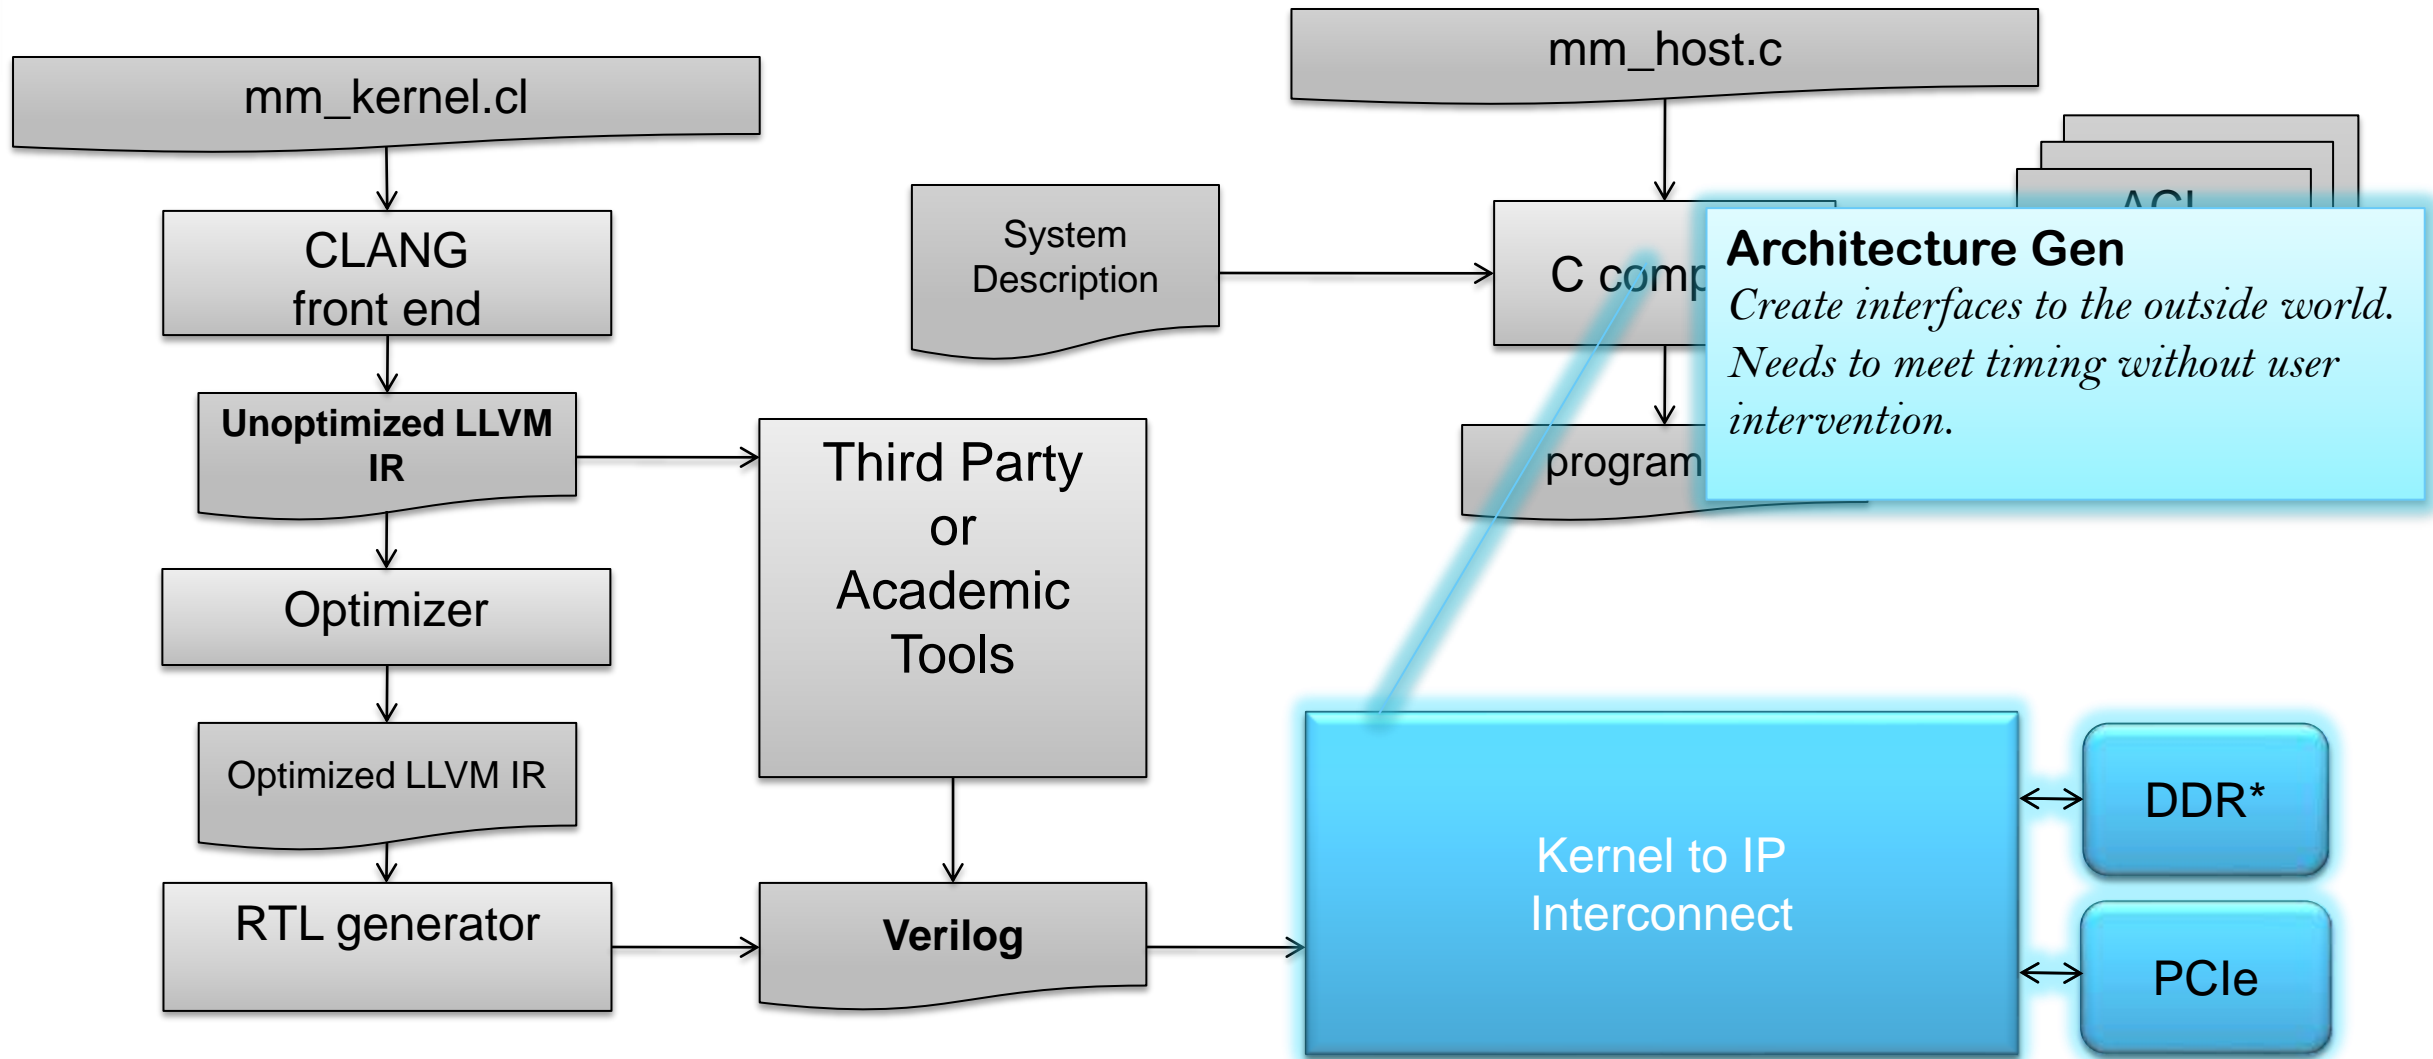 mm_kernel.cl
mm_host.c
CLANG
front end
System
Description
C comp
Architecture Gen
Create interfaces to the outside world.
Needs to meet timing without user
intervention.
Unoptimized LLVM
IR
Third Party
or
Academic
Tools
program
Optimizer
Optimized LLVM IR
RTL generator
Verilog
Kernel to IP
Interconnect
DDR*
PCIe